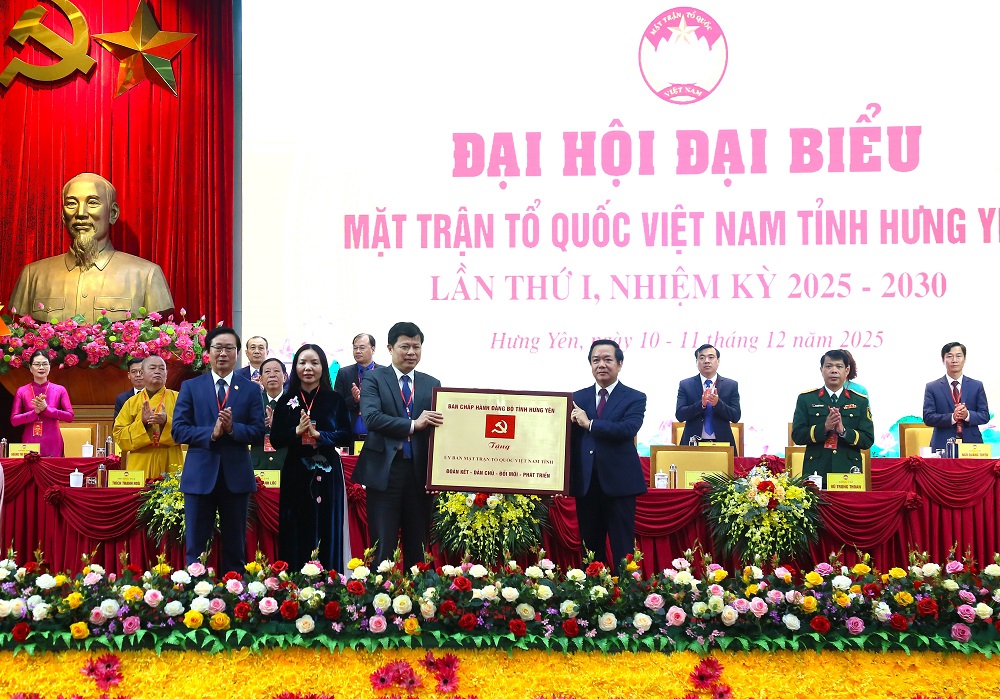 MẶT TRẬN TỔ QUỐC
VIỆT NAM
ĐẠI HỘI ĐẠI BIỂU
MẶT TRẬN TỔ QUỐC VIỆT NAM TỈNH HƯNG YÊ
LẦN THỨ I, NHIỆM KỲ 2025 - 2030
Hưng Yên, ngày 10 - 11 tháng 12 năm 2025
BAN CHẤP HÀNH ĐẢNG BỘ TỈNH HƯNG YÊN
Tặng
ỦY BAN MẶT TRẬN TỔ QUỐC VIỆT NAM TỈNH
ĐOÀN KẾT - DÂN CHỦ - ĐỔI MỚI - PHÁT TRIỂN
THÍCH THANH HÒA